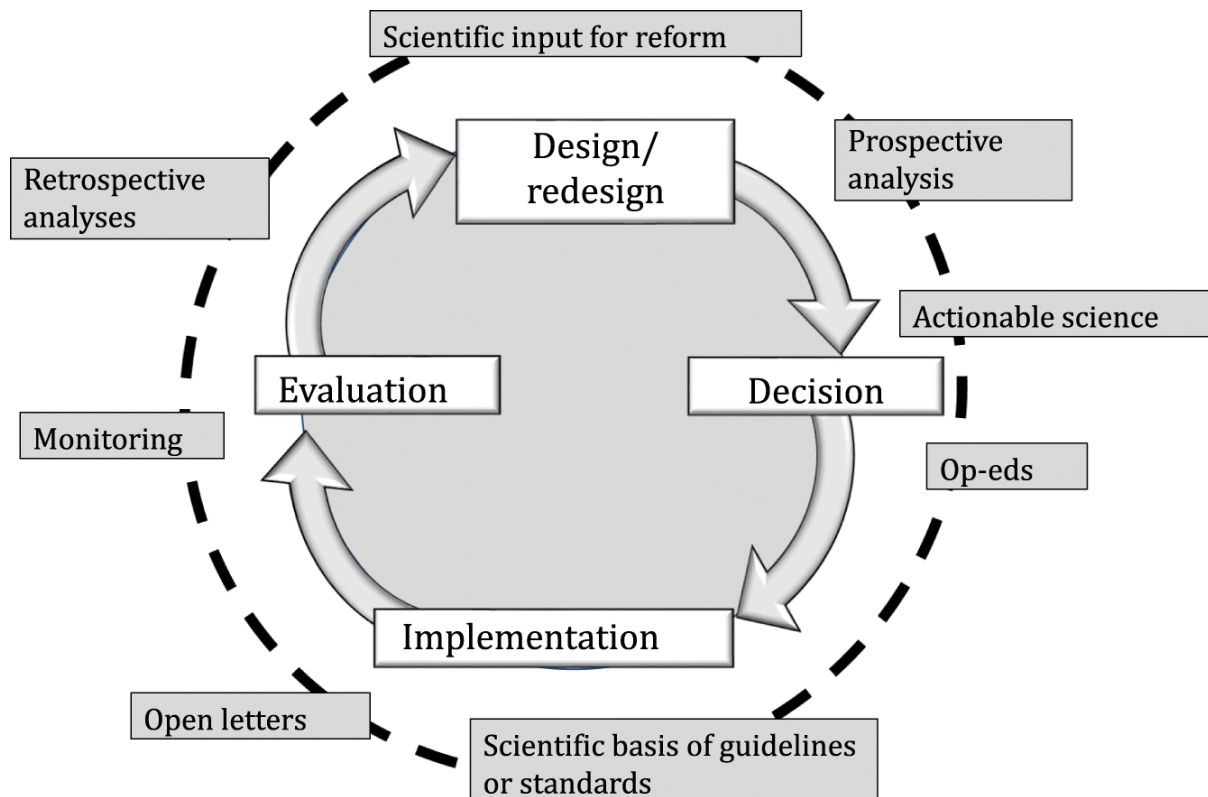 Scientific input for reform
Design/
redesign
Prospective
analysis
Retrospective
analyses
Actionable science
Evaluation
Decision
Monitoring
Op-eds
Implementation
Open letters
Scientific basis of guidelines
or standards